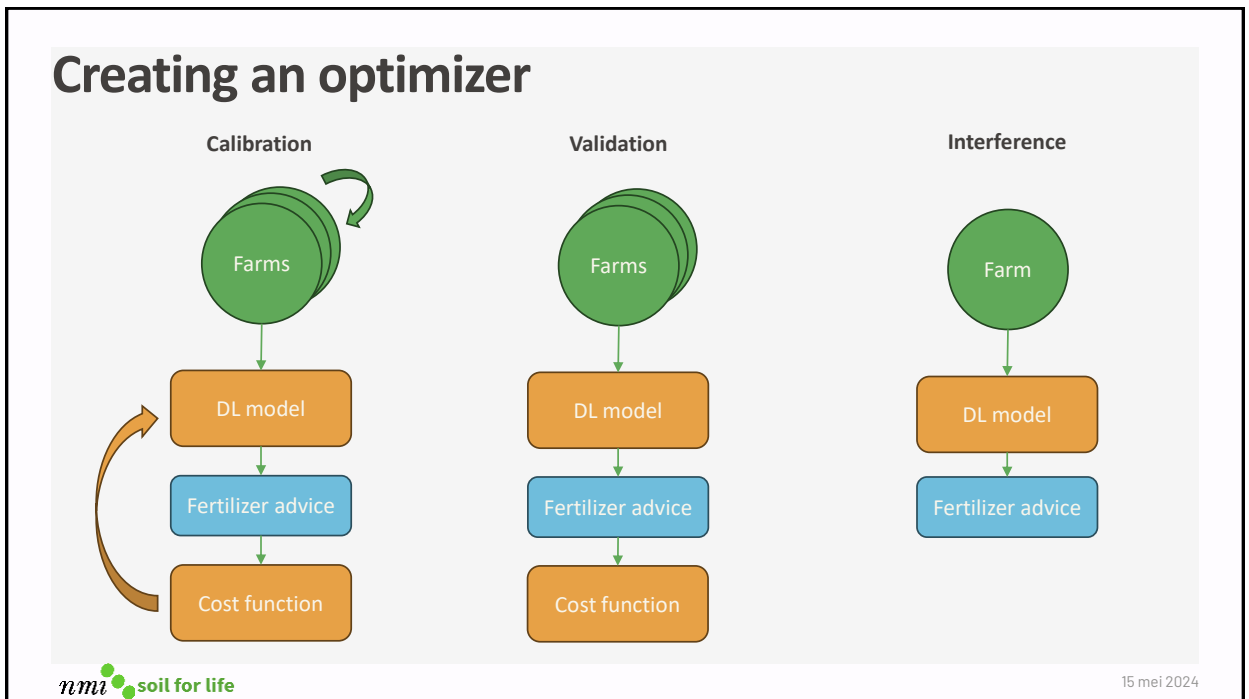 Creating an optimizer
Calibration
Validation
Interference
Farms
Farms
Farm
DL model
DL model
DL model
Fertilizer advice
Fertilizer advice
Fertilizer advice
Cost function
Cost function
nmi soil for life
15 mei 2024